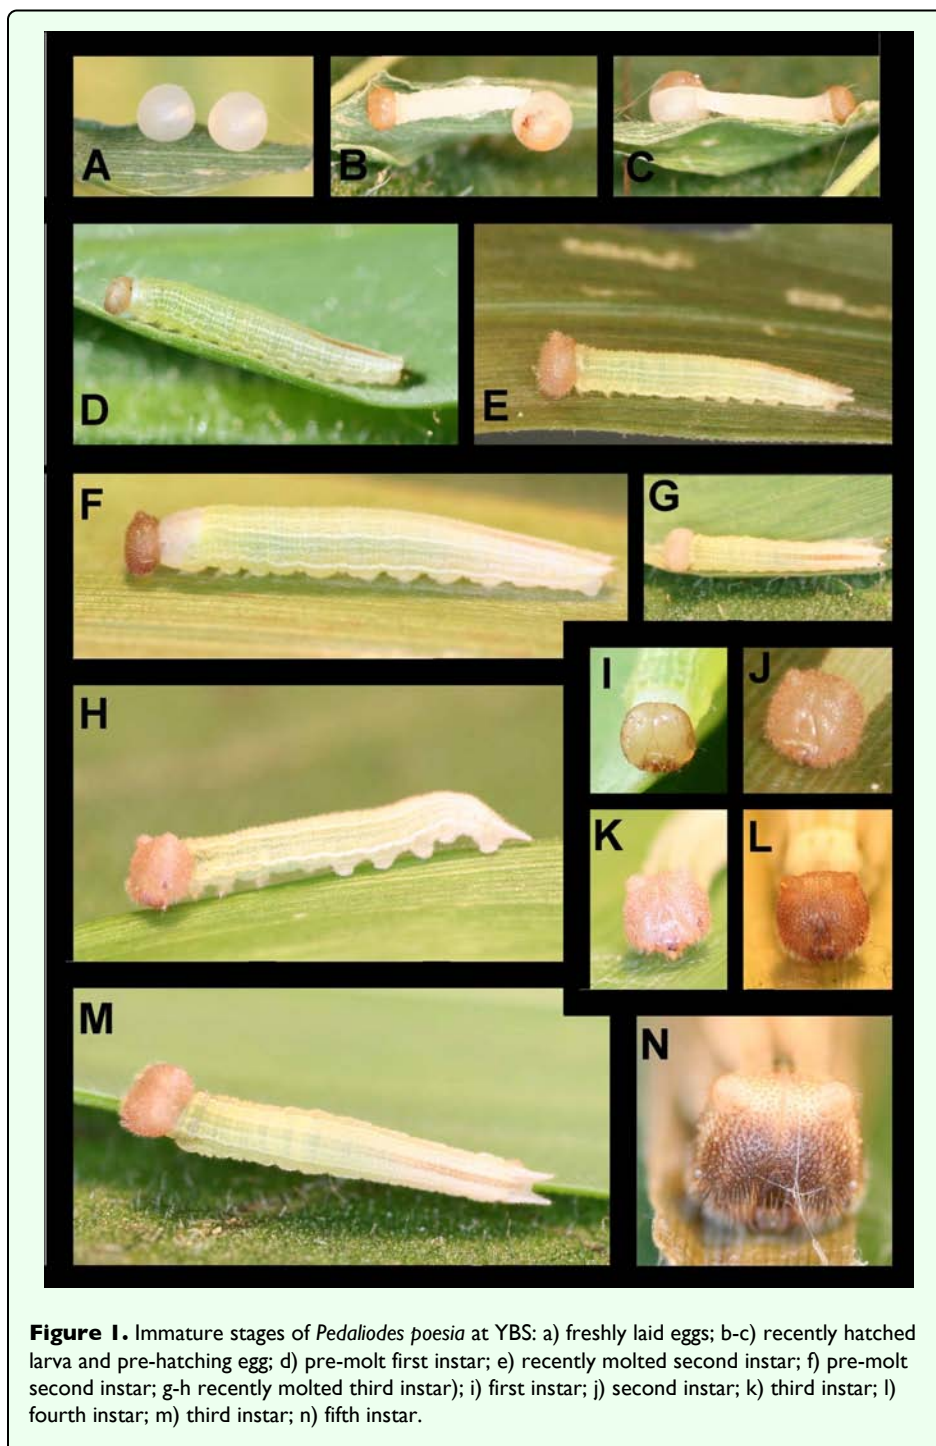 A
B
C
D
E
F
G
H
I
J
K
L
M
N
Figure 1. Immature stages of Pedaliodes poesia at YBS: a) freshly laid eggs; b-c) recently hatched
larva and pre-hatching egg; d) pre-molt first instar; e) recently molted second instar; f) pre-molt
second instar; g-h recently molted third instar); i) first instar; j) second instar; k) third instar; l)
fourth instar; m) third instar; n) fifth instar.